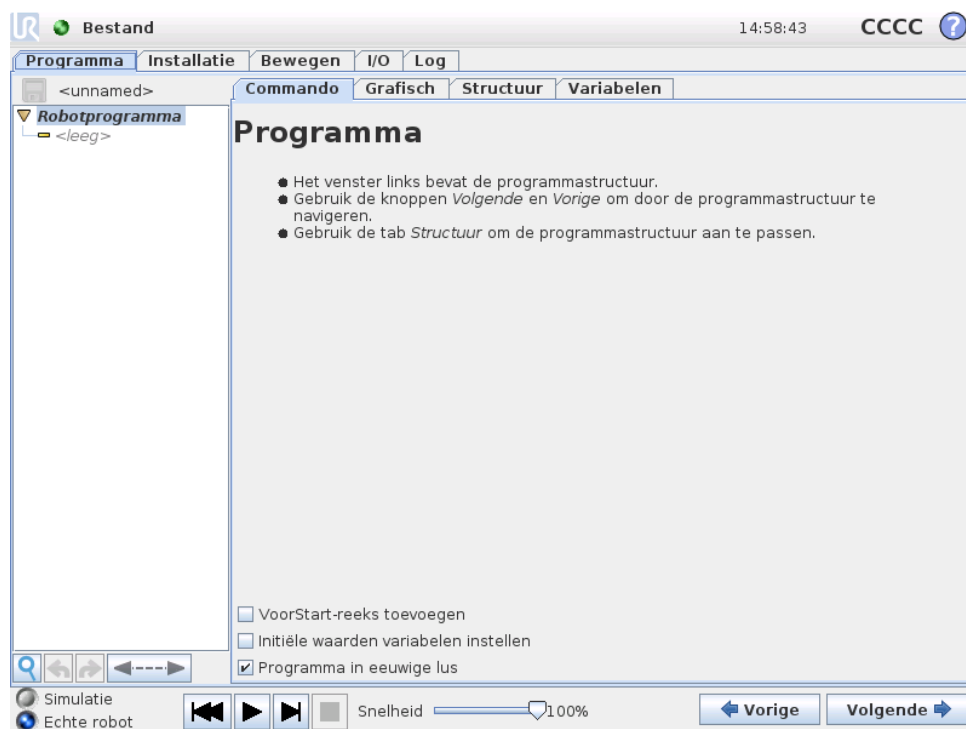 UR Bestand 14:58:43 CCCC ?
Programma Installatie Bewegen I/O Log
<unnamed>
Commando Grafisch Structuur Variabelen
Robotprogramma
<leeg>
Programma
Het venster links bevat de programmastructuur.
Gebruik de knoppen Volgende en Vorige om door de programmastructuur te
navigeren.
Gebruik de tab Structuur om de programmastructuur aan te passen.
VoorStart-reeks toevoegen
Initiële waarden variabelen instellen
Programma in eeuwige lus
Simulatie
Echte robot
Snelheid 100%
Vorige Volgende